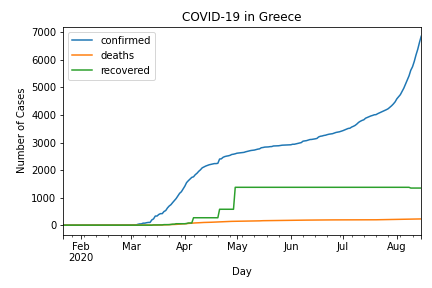 COVID-19 in Greece
confirmed
deaths
recovered
Number of Cases
7000
6000
5000
4000
3000
2000
1000
0
Feb Mar Apr May Jun Jul Aug
2020
Day